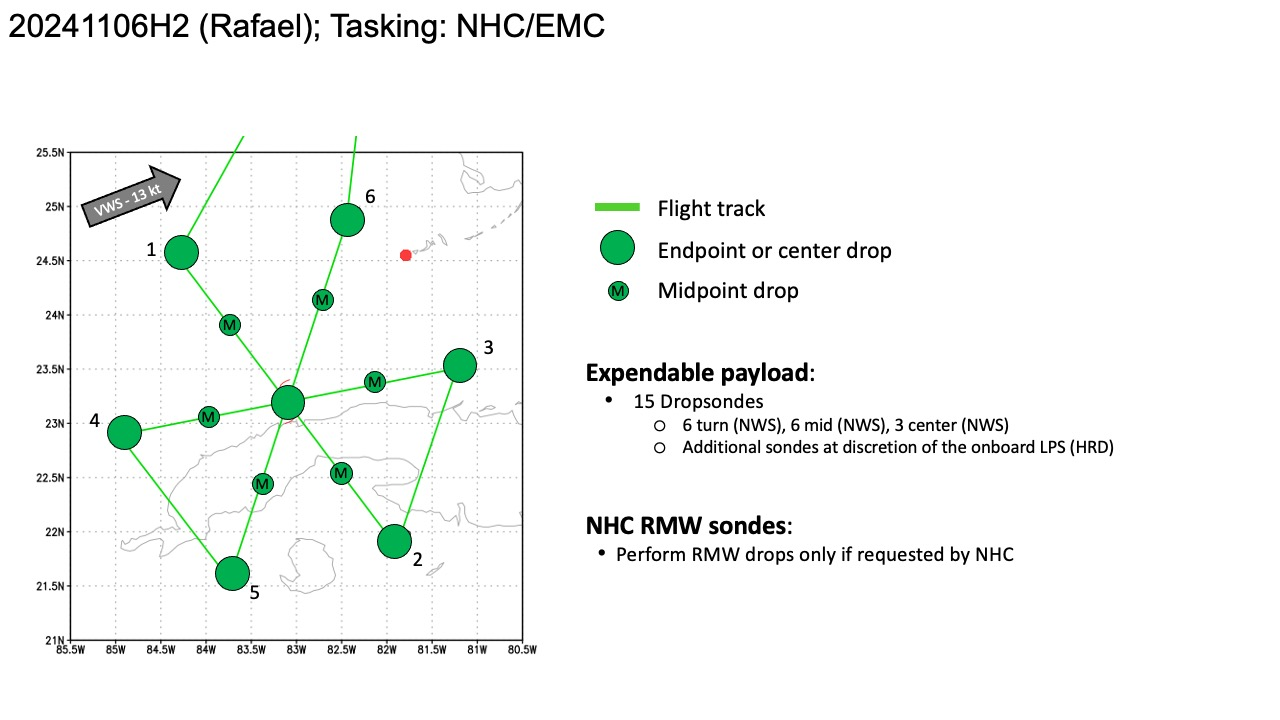 20241106H2 (Rafael); Tasking: NHC/EMC
25.5N
25N
24.5N
24N
23.5N
23N
22.5N
22N
21.5N
21N
85.5W 85W 84.5W 84W 83.5W 83W 82.5W 82W 81.5W 81W 80.5W
VWS - 13 kt
1
6
3
4
2
5
M
M
M
M
M
M
Flight track
Endpoint or center drop
M Midpoint drop
Expendable payload:
• 15 Dropsondes
○ 6 turn (NWS), 6 mid (NWS), 3 center (NWS)
○ Additional sondes at discretion of the onboard LPS (HRD)
NHC RMW sondes:
• Perform RMW drops only if requested by NHC